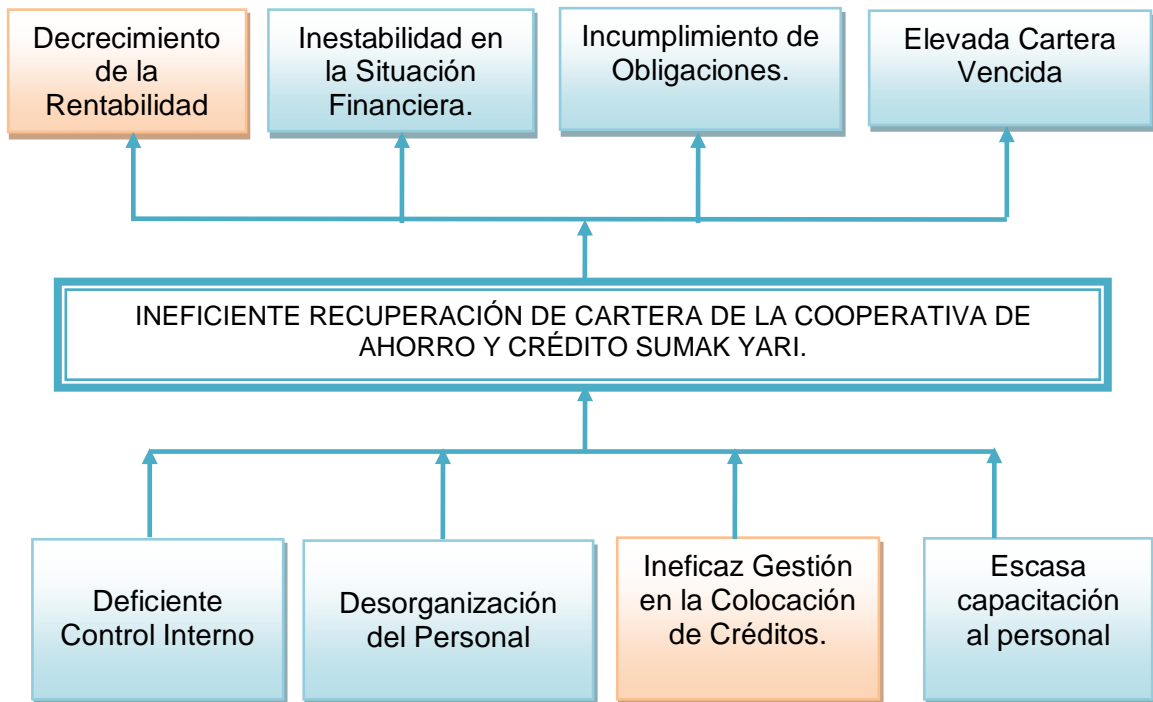 Decrecimiento
de la
Rentabilidad
Inestabilidad en
la Situación
Financiera.
Incumplimiento de
Obligaciones.
Elevada Cartera
Vencida
INEFICIENTE RECUPERACIÓN DE CARTERA DE LA COOPERATIVA DE
AHORRO Y CRÉDITO SUMAK YARI.
Deficiente
Control Interno
Desorganización
del Personal
Ineficaz Gestión
en la Colocación
de Créditos.
Escasa
capacitación
al personal